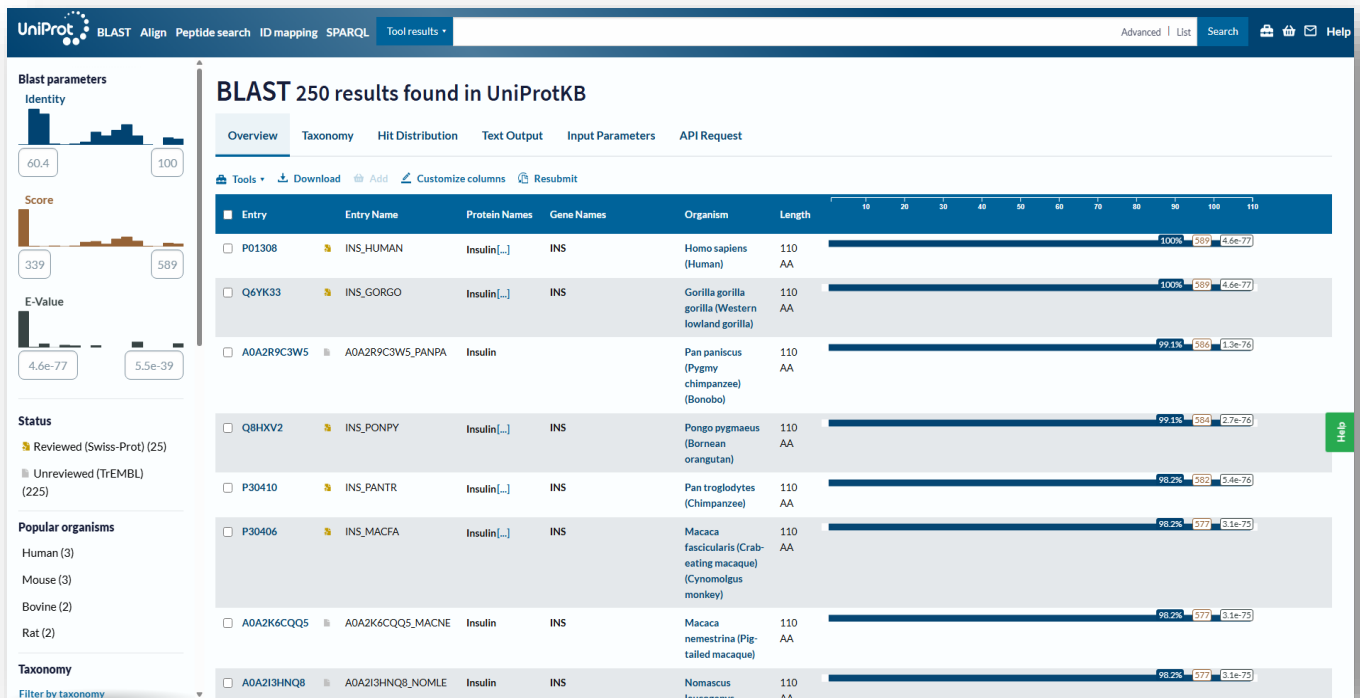 UniProt BLAST Align Peptide search ID mapping SPARQL Tool results Advanced | List Search Help
Blast parameters
Identity
60.4 100
Score
339 589
E-Value
4.6e-77 5.5e-39
Status
Reviewed (Swiss-Prot) (25)
Unreviewed (TrEMBL)
(225)
Popular organisms
Human (3)
Mouse (3)
Bovine (2)
Rat (2)
Taxonomy
Filter by taxonomy
BLAST 250 results found in UniProtKB
Overview Taxonomy Hit Distribution Text Output Input Parameters API Request
Tools Download Add Customize columns Resubmit
Entry Entry Name Protein Names Gene Names Organism Length 10 20 30 40 50 60 70 80 90 100 110
P01308 INS_HUMAN Insulin[...] INS Homo sapiens 110 100% 589 4.6e-77
(Human) AA
Q6YK33 INS_GORGO Insulin[...] INS Gorilla gorilla 110 100% 589 4.6e-77
gorilla (Western AA
lowland gorilla)
A0A2R9C3W5 A0A2R9C3W5_PANPA Insulin INS Pan paniscus 110 99.1% 586 1.3e-76
(Pygmy AA
chimpanzee)
(Bonobo)
Q8HXV2 INS_PONPY Insulin[...] INS Pongo pygmaeus 110 99.1% 584 2.7e-76
(Bornean AA
orangutan)
P30410 INS_PANTR Insulin[...] INS Pan troglodytes 110 98.2% 582 5.4e-76
(Chimpanzee) AA
P30406 INS_MACFA Insulin[...] INS Macaca 110 98.2% 577 3.1e-75
fascicularis (Crab- AA
eating macaque)
(Cynomolgus
monkey)
A0A2K6CQQ5 A0A2K6CQQ5_MACNE Insulin INS Macaca 110 98.2% 577 3.1e-75
nemestrina (Pig- AA
tailed macaque)
A0A2I3HNQ8 A0A2I3HNQ8_NOMLE Insulin INS Nomascus 110 98.2% 577 3.1e-75
Help